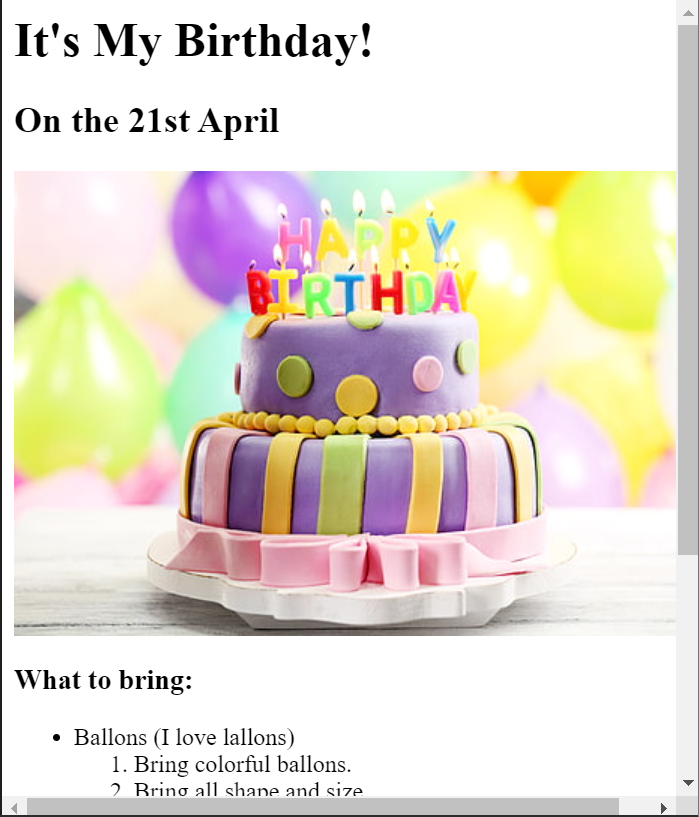 It's My Birthday!
On the 21st April
HAPPY
BIRTHDAY
What to bring:
• Ballons (I love lallons)
1. Bring colorful ballons.
2. Bring all shape and size